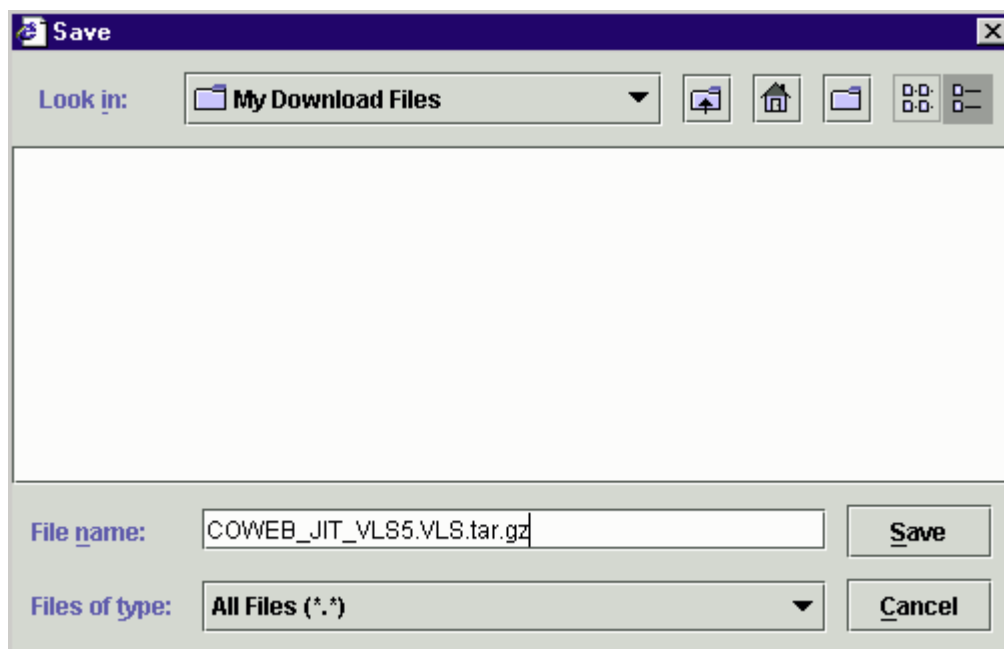 Save
Look in: My Download Files
File name: COWEB_JIT_VLS5.VLS.tar.gz Save
Files of type: All Files (*.*) Cancel